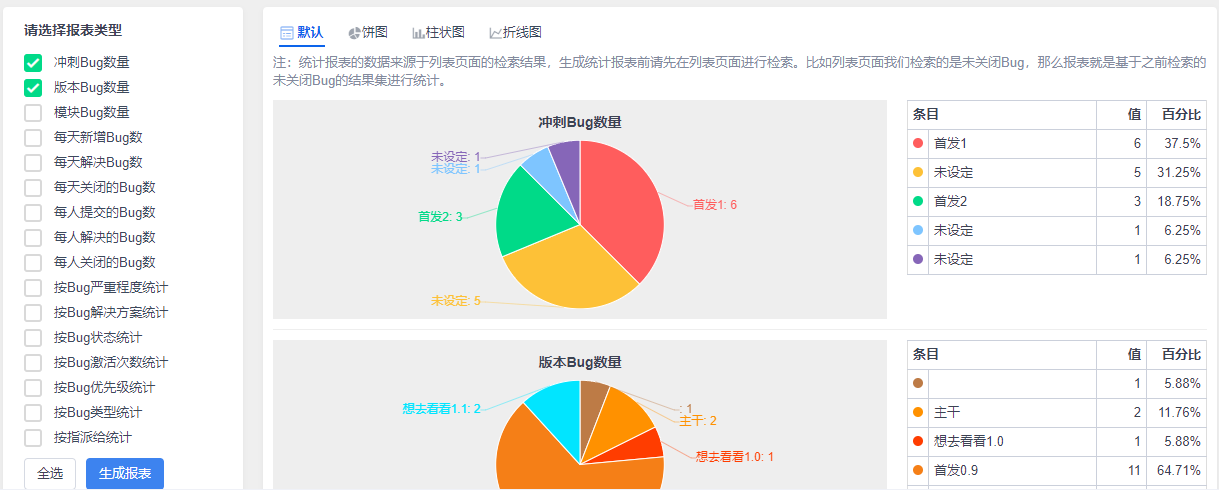 请选择报表类型
冲刺Bug数量
版本Bug数量
模块Bug数量
每天新增Bug数
每天解决Bug数
每天关闭的Bug数
每人提交的Bug数
每人解决的Bug数
每人关闭的Bug数
按Bug严重程度统计
按Bug解决方案统计
按Bug状态统计
按Bug激活次数统计
按Bug优先级统计
按Bug类型统计
按指派给统计
全选 生成报表
默认 饼图 柱状图 折线图
注：统计报表的数据来源于列表页面的检索结果，生成统计报表前请先在列表页面进行检索。比如列表页面我们检索的是未关闭Bug，那么报表就是基于之前检索的
未关闭Bug的结果集进行统计。
冲刺Bug数量
未设定: 1
未设定: 1
首发1: 6
首发2: 3
未设定: 5
条目 值 百分比
首发1 6 37.5%
未设定 5 31.25%
首发2 3 18.75%
未设定 1 6.25%
未设定 1 6.25%
版本Bug数量
想去看看1.1: 2
: 1
主干: 2
想去看看1.0: 1
条目 值 百分比
1 5.88%
主干 2 11.76%
想去看看1.0 1 5.88%
首发0.9 11 64.71%